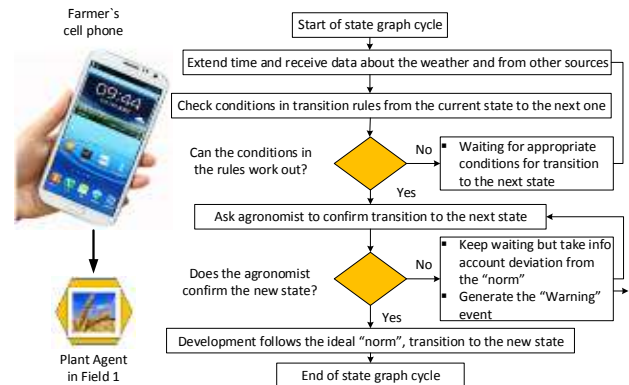 Farmer`s
cell phone
09:44
Plant Agent
in Field 1
Start of state graph cycle
Extend time and receive data about the weather and from other sources
Check conditions in transition rules from the current state to the next one
Can the conditions in
the rules work out?
No
▪ Waiting for appropriate
conditions for transition
to the next state
Yes
Ask agronomist to confirm transition to the next state
Does the agronomist
confirm the new state?
No
▪ Keep waiting but take info
account deviation from
the “norm”
▪ Generate the “Warning”
event
Yes
Development follows the ideal “norm”, transition to the new state
End of state graph cycle